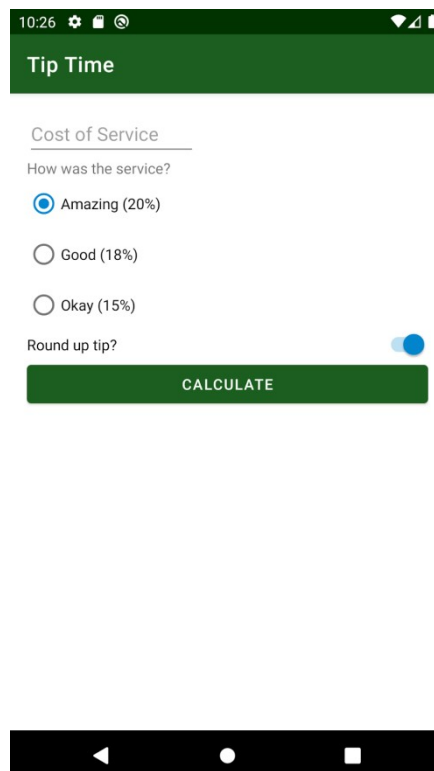 10:26
Tip Time
Cost of Service
How was the service?
Amazing (20%)
Good (18%)
Okay (15%)
Round up tip?
CALCULATE